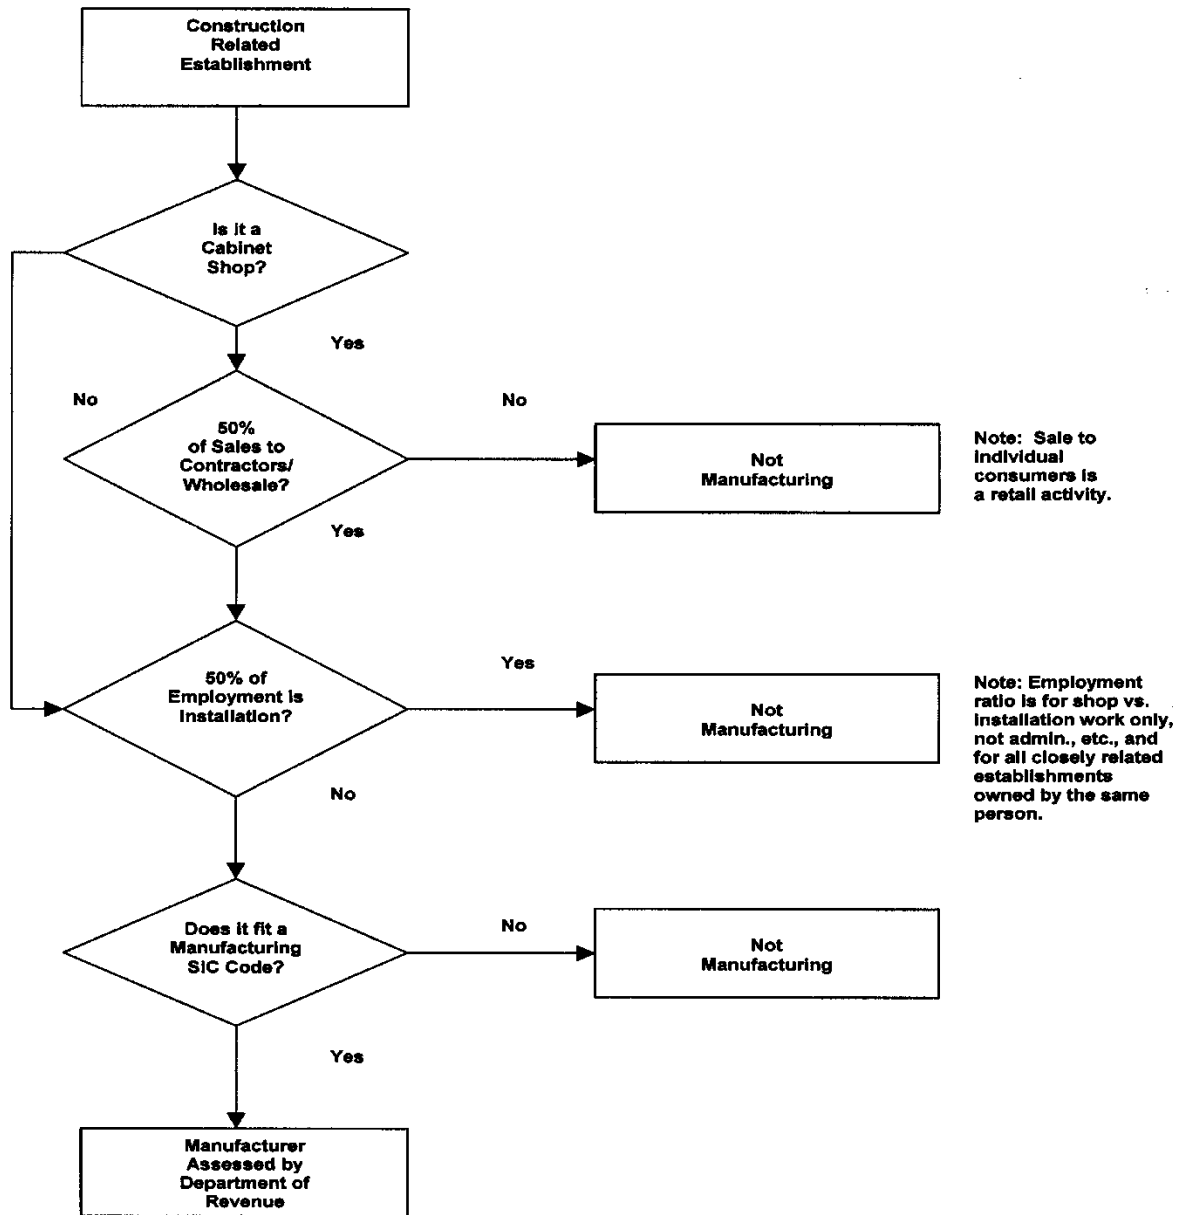 Construction
Related
Establishment
Is it a
Cabinet
Shop?
Yes
No
50%
of Sales to
Contractors/
Wholesale?
No
Not
Manufacturing
Note: Sale to
individual
consumers is
a retail activity.
Yes
50% of
Employment is
Installation?
Yes
Not
Manufacturing
Note: Employment
ratio is for shop vs.
installation work only,
not admin., etc., and
for all closely related
establishments
owned by the same
person.
No
Does it fit a
Manufacturing
SIC Code?
No
Not
Manufacturing
Yes
Manufacturer
Assessed by
Department of
Revenue